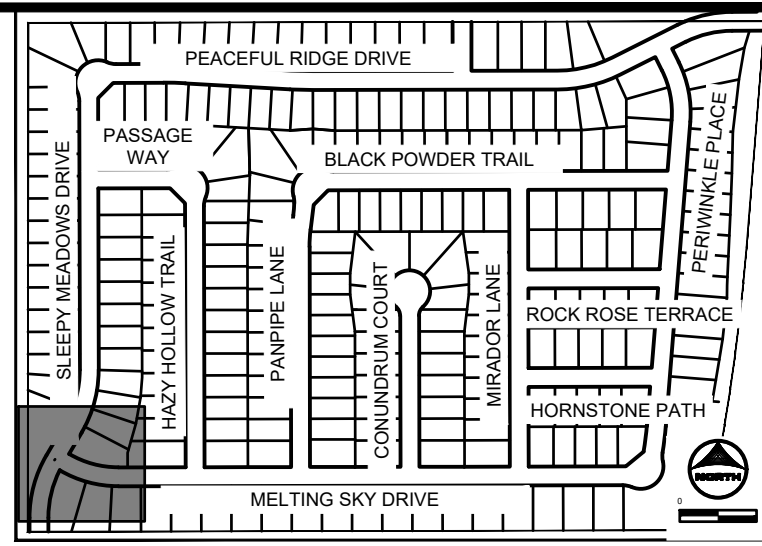 PEACEFUL RIDGE DRIVE
PASSAGE
WAY
BLACK POWDER TRAIL
SLEEPY MEADOWS DRIVE
HAZY HOLLOW TRAIL
PANPIPE LANE
CONUNDRUM COURT
MIRADOR LANE
PERIWINKLE PLACE
ROCK ROSE TERRACE
HORNSTONE PATH
MELTING SKY DRIVE
NORTH
0